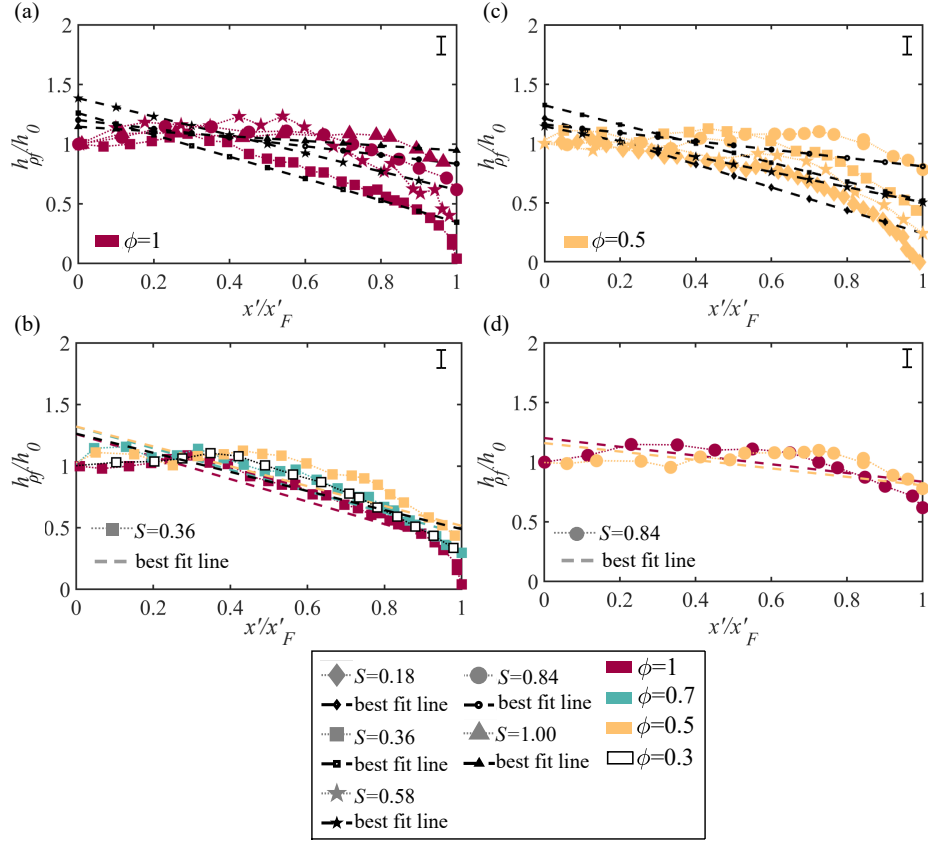 (a)
2
1.5
1
0.5
0
h_pf/h_0
ϕ=1
0 0.2 0.4 0.6 0.8 1
x'/x'_F
(c)
2
1.5
1
0.5
0
h_pf/h_0
ϕ=0.5
0 0.2 0.4 0.6 0.8 1
x'/x'_F
(b)
2
1.5
1
0.5
0
h_pf/h_0
S=0.36
best fit line
0 0.2 0.4 0.6 0.8 1
x'/x'_F
(d)
2
1.5
1
0.5
0
h_pf/h_0
S=0.84
best fit line
0 0.2 0.4 0.6 0.8 1
x'/x'_F
S=0.18
best fit line
S=0.36
best fit line
S=0.58
best fit line
S=0.84
best fit line
S=1.00
best fit line
ϕ=1
ϕ=0.7
ϕ=0.5
ϕ=0.3